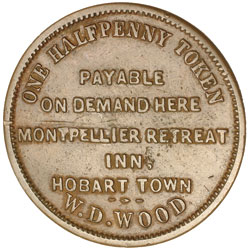 ONE HALFPENNY TOKEN
PAYABLE
ON DEMAND HERE
MONTPELLIER RETREAT
INN
HOBART TOWN
W.D.WOOD